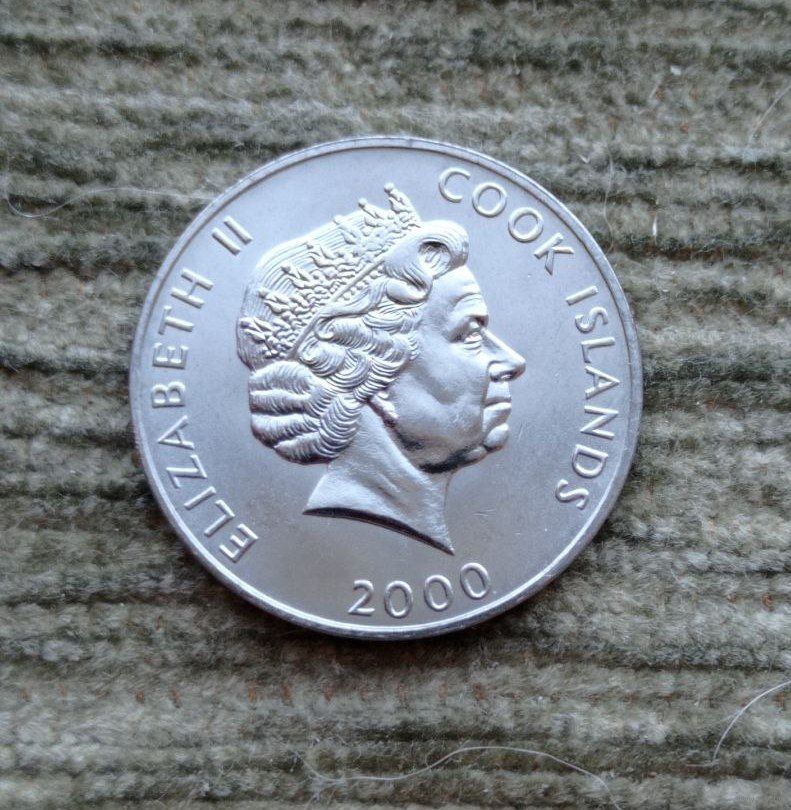 ELIZABETH II
COOK ISLANDS
2000